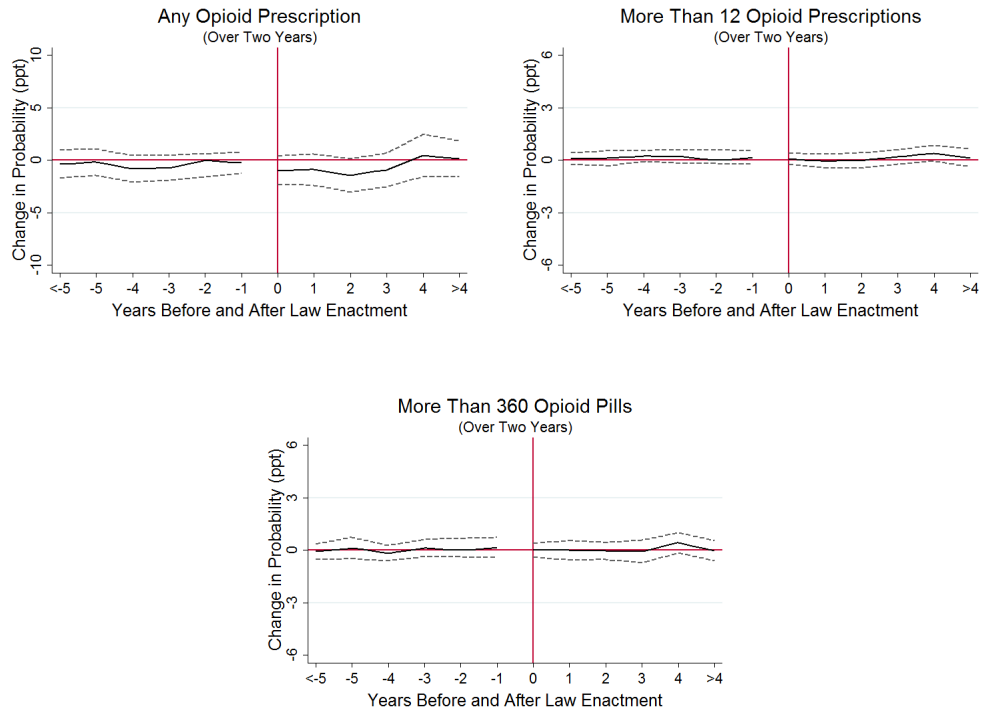 Any Opioid Prescription
(Over Two Years)
Change in Probability (ppt)
10
5
0
-5
-10
<-5 -5 -4 -3 -2 -1 0 1 2 3 4 >4
Years Before and After Law Enactment
More Than 12 Opioid Prescriptions
(Over Two Years)
Change in Probability (ppt)
6
3
0
-3
-6
<-5 -5 -4 -3 -2 -1 0 1 2 3 4 >4
Years Before and After Law Enactment
More Than 360 Opioid Pills
(Over Two Years)
Change in Probability (ppt)
6
3
0
-3
-6
<-5 -5 -4 -3 -2 -1 0 1 2 3 4 >4
Years Before and After Law Enactment